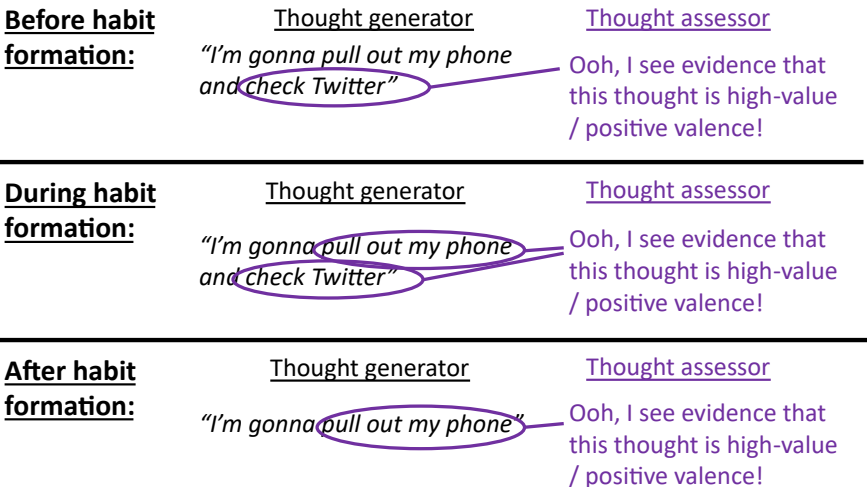 Before habit
formation:
Thought generator
"I'm gonna pull out my phone
and check Twitter"
Thought assessor
Ooh, I see evidence that
this thought is high-value
/ positive valence!
During habit
formation:
Thought generator
"I'm gonna pull out my phone
and check Twitter"
Thought assessor
Ooh, I see evidence that
this thought is high-value
/ positive valence!
After habit
formation:
Thought generator
"I'm gonna pull out my phone"
Thought assessor
Ooh, I see evidence that
this thought is high-value
/ positive valence!